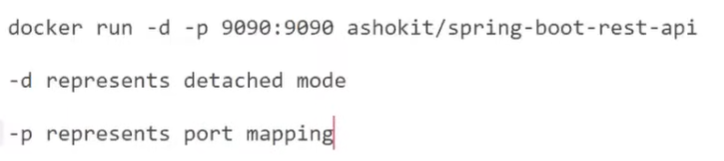 docker run -d -p 9090:9090 ashokit/spring-boot-rest-api
-d represents detached mode
-p represents port mapping